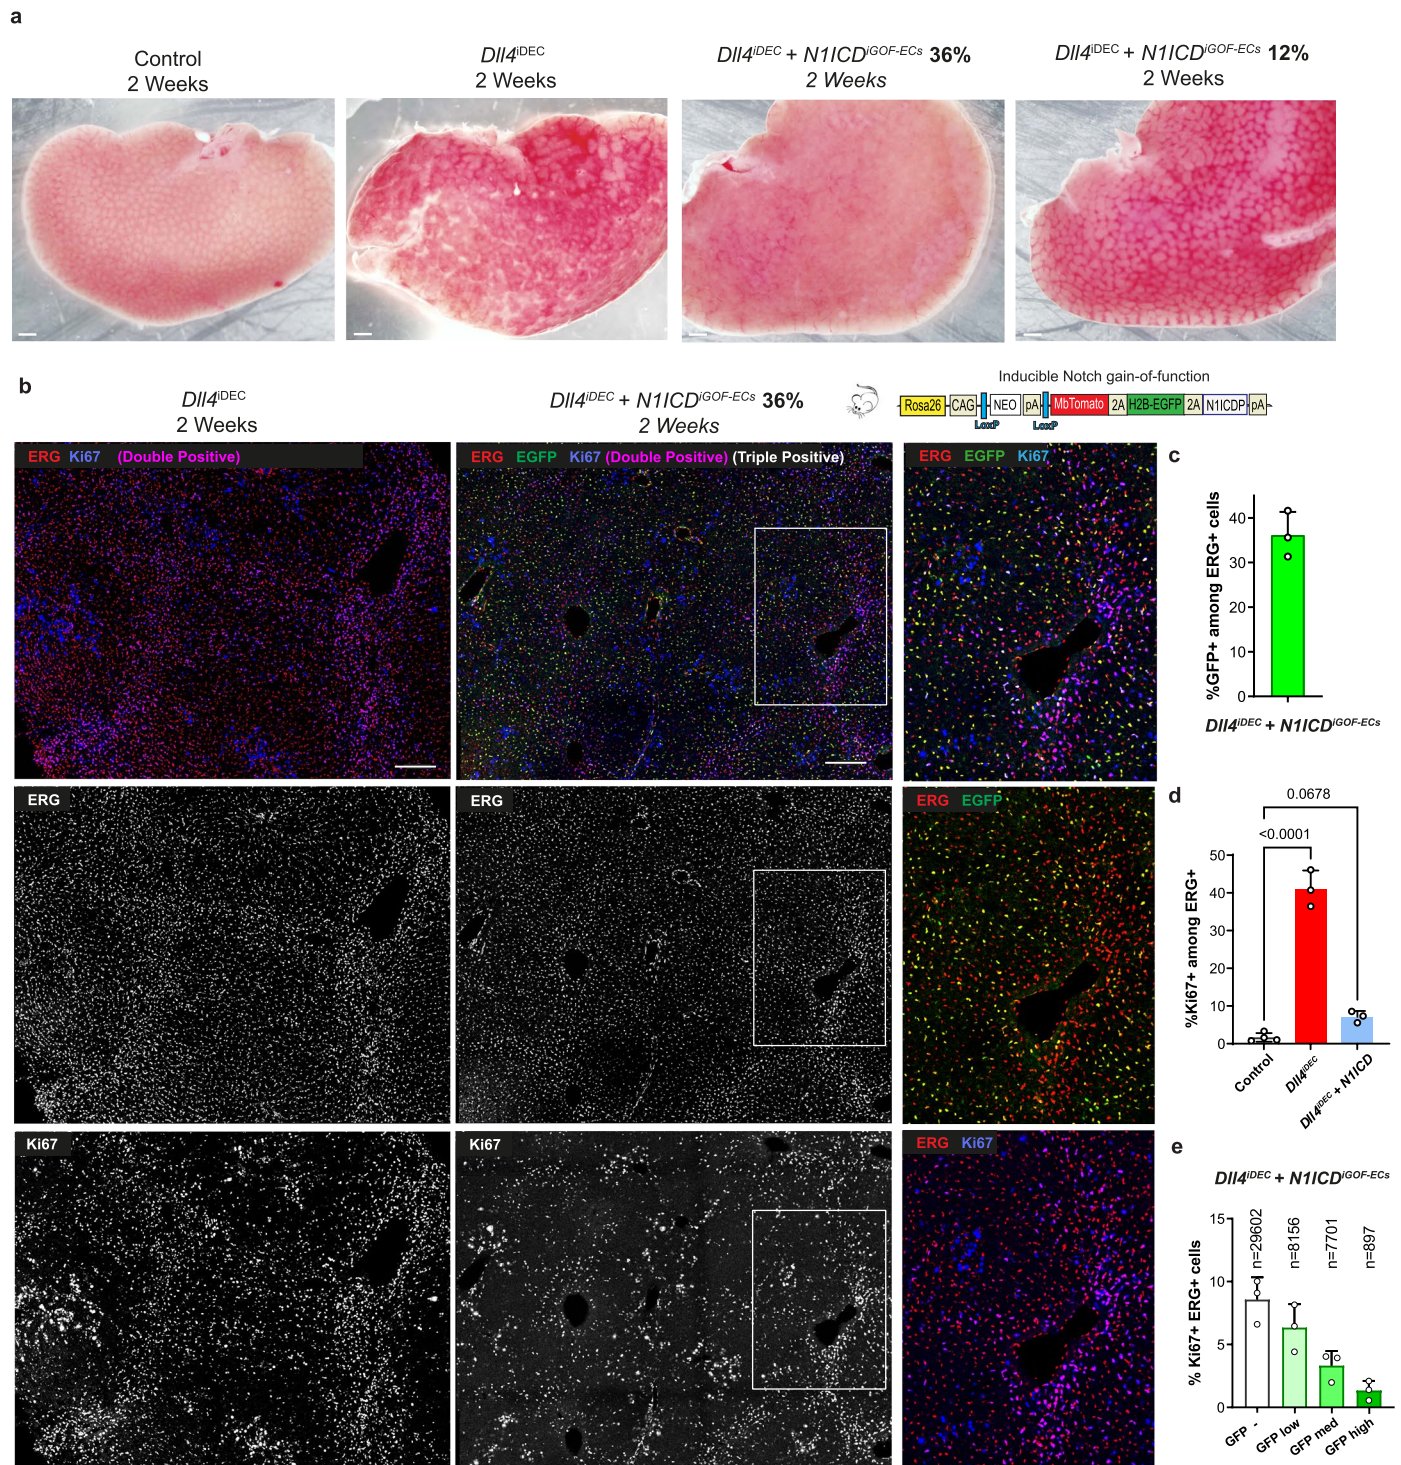 a
Control
2 Weeks
Dll4iDEC
2 Weeks
Dll4iDEC + N1ICDiGOF-ECs 36%
2 Weeks
Dll4iDEC + N1ICDiGOF-ECs 12%
2 Weeks
b
Dll4iDEC
2 Weeks
Dll4iDEC + N1ICDiGOF-ECs 36%
2 Weeks
Inducible Notch gain-of-function
Rosa26 CAG NEO pA MbTomato 2A H2B-EGFP 2A N1ICDP pA
LoxP LoxP
ERG Ki67 (Double Positive)
ERG EGFP Ki67 (Double Positive) (Triple Positive)
ERG EGFP Ki67
ERG
ERG
ERG EGFP
Ki67
Ki67
ERG Ki67
c
%GFP+ among ERG+ cells
40
30
20
10
0
Dll4iDEC + N1ICDiGOF-ECs
d
0.0678
<0.0001
%Ki67+ among ERG+
50
40
30
20
10
0
Control
Dll4iDEC
Dll4iDEC + N1ICD
e
Dll4iDEC + N1ICDiGOF-ECs
% Ki67+ ERG+ cells
15
10
5
0
n=29602
n=8156
n=7701
n=897
GFP -
GFP low
GFP med
GFP high